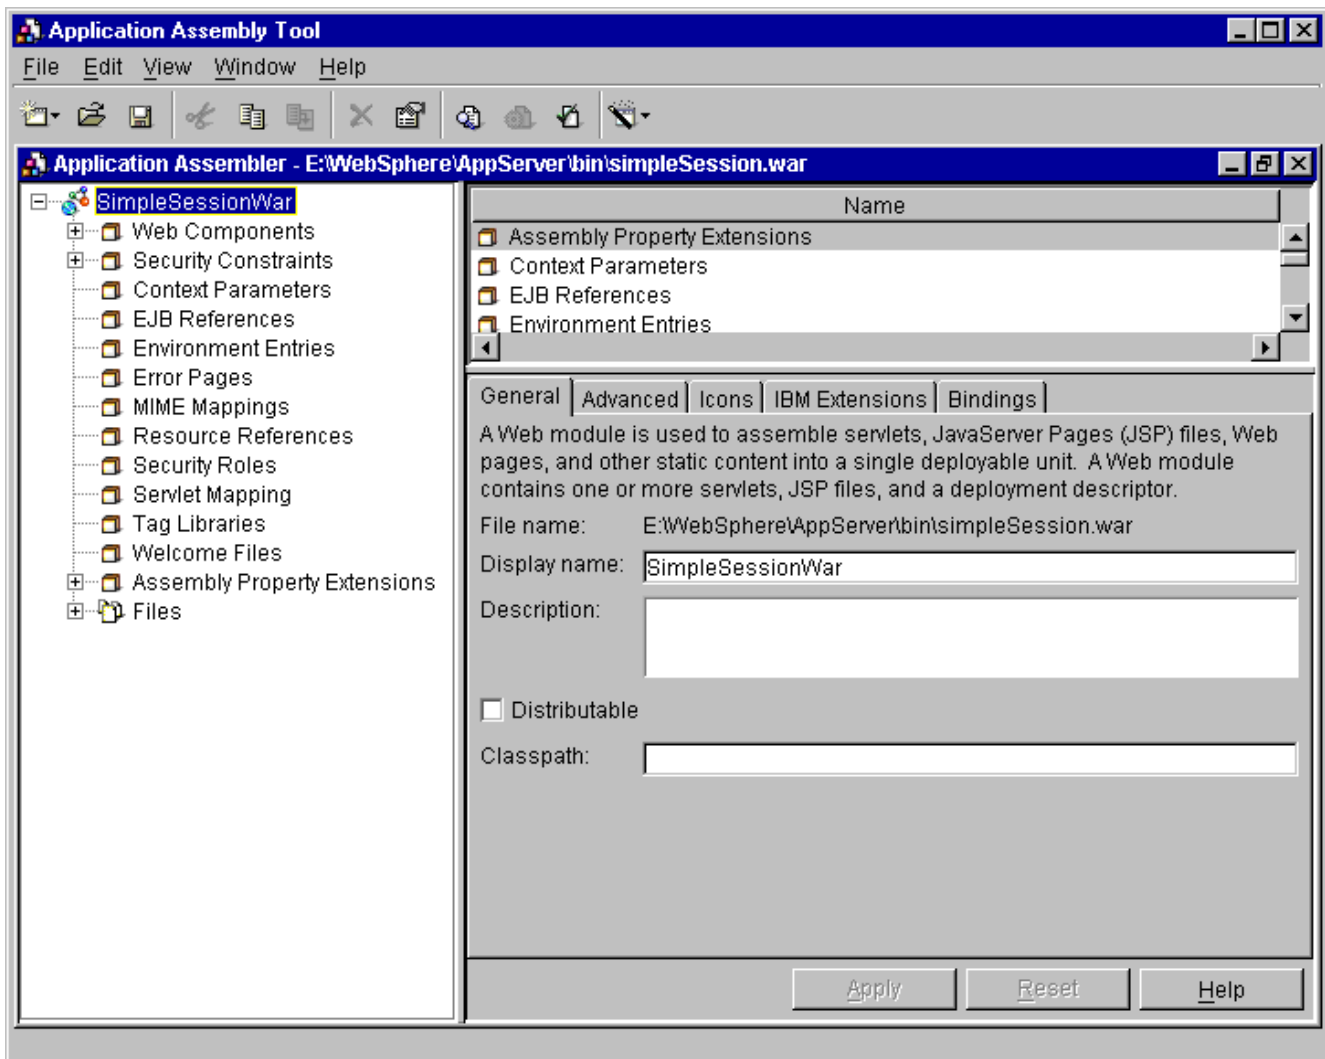 Application Assembly Tool
File Edit View Window Help
Application Assembler - E:\WebSphere\AppServer\bin\simpleSession.war
SimpleSessionWar
Web Components
Security Constraints
Context Parameters
EJB References
Environment Entries
Error Pages
MIME Mappings
Resource References
Security Roles
Servlet Mapping
Tag Libraries
Welcome Files
Assembly Property Extensions
Files
Name
Assembly Property Extensions
Context Parameters
EJB References
Environment Entries
General Advanced Icons IBM Extensions Bindings
A Web module is used to assemble servlets, JavaServer Pages (JSP) files, Web
pages, and other static content into a single deployable unit. A Web module
contains one or more servlets, JSP files, and a deployment descriptor.
File name: E:\WebSphere\AppServer\bin\simpleSession.war
Display name: SimpleSessionWar
Description:
Distributable
Classpath:
Apply Reset Help